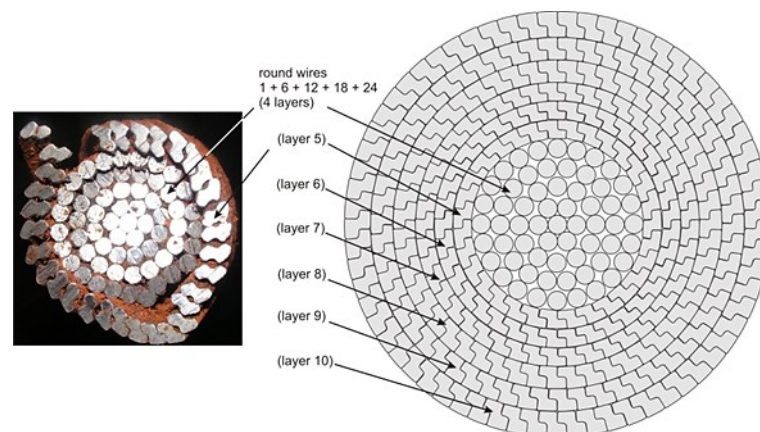 round wires
1 + 6 + 12 + 18 + 24
(4 layers)
(layer 5)
(layer 6)
(layer 7)
(layer 8)
(layer 9)
(layer 10)